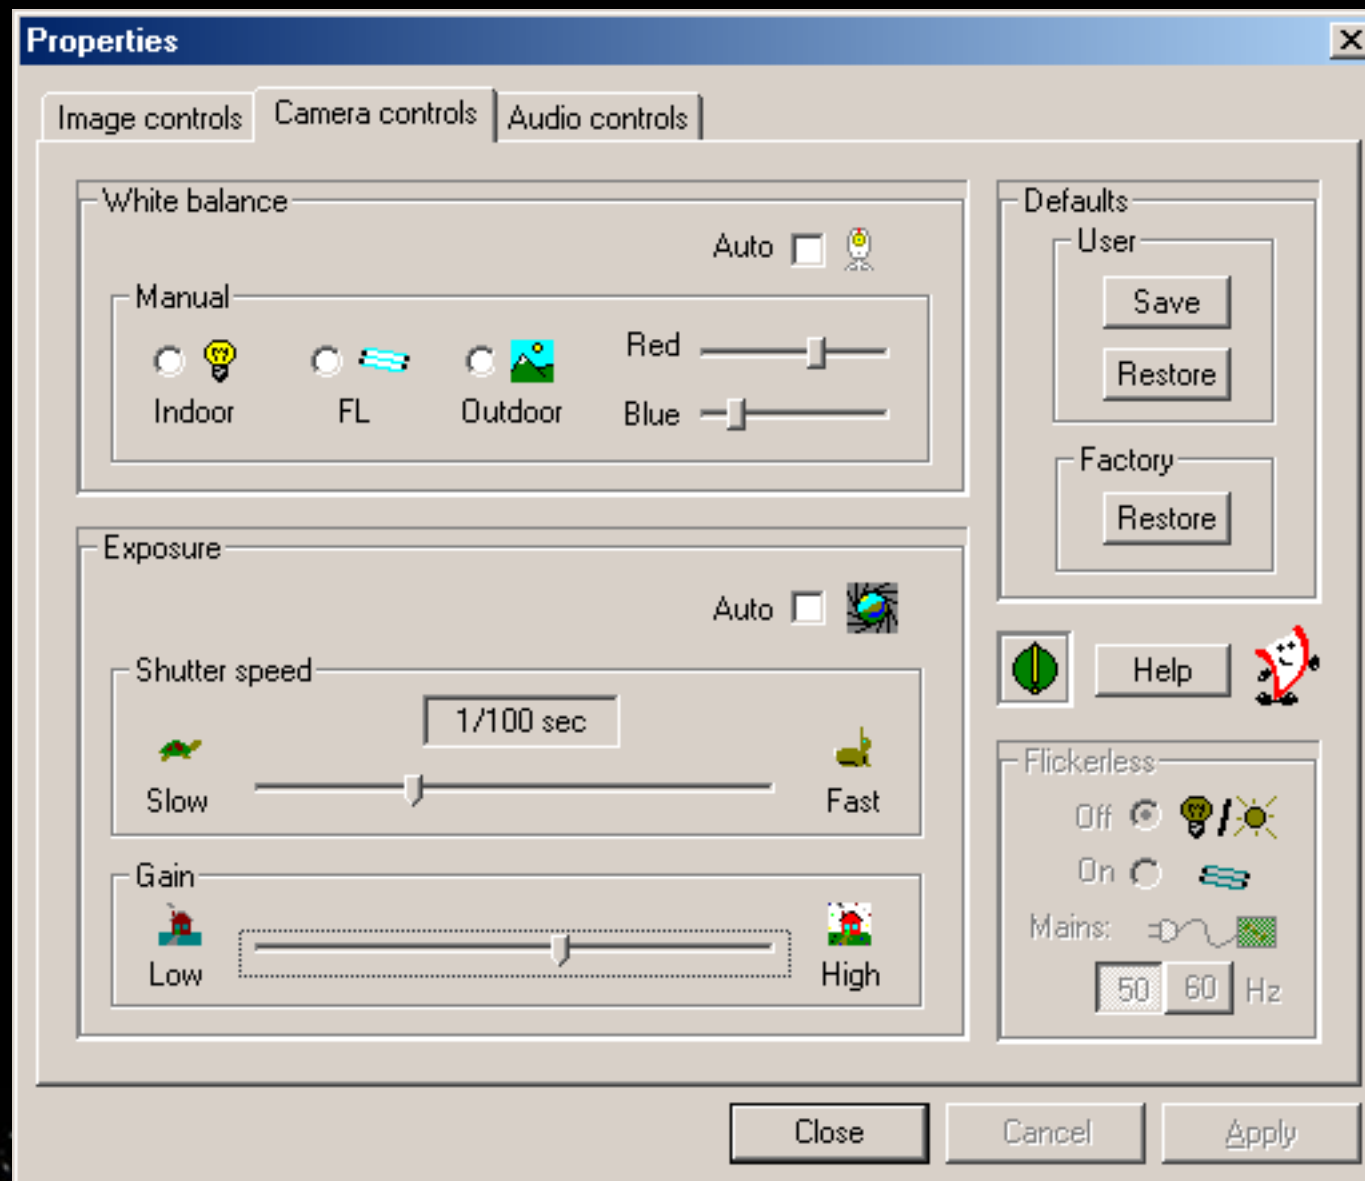 Properties
Image controls Camera controls Audio controls
White balance
Auto
Manual
Indoor FL Outdoor
Red
Blue
Exposure
Auto
Shutter speed
1/100 sec
Slow Fast
Gain
Low High
Defaults
User
Save
Restore
Factory
Restore
Help
Flickerless
Off
On
Mains:
50 60 Hz
Close Cancel Apply